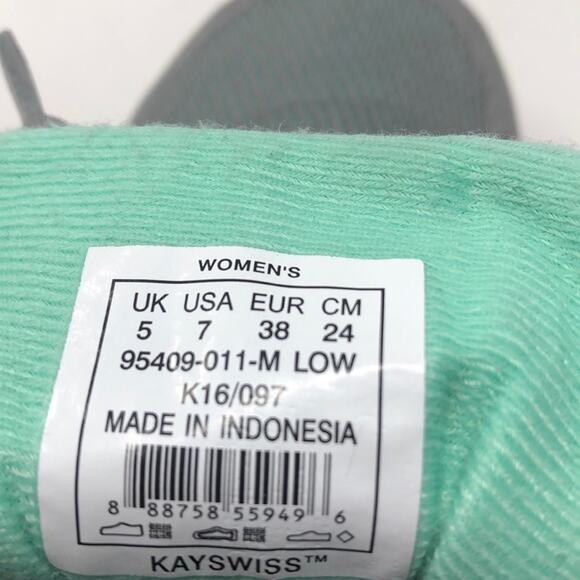 WOMEN'S
UK USA EUR CM
5 7 38 24
95409-011-M LOW
K16/097
MADE IN INDONESIA
8 88758 55949 6
KAYSWISS™